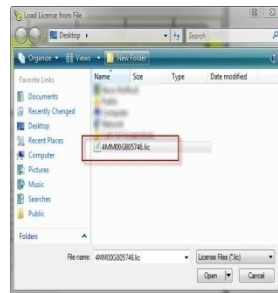 Load License from File
Desktop
Search
Organize
Views
New Folder
Favorite Links
Name Size Type Date modified
Documents
Recently Changed
Desktop
Recent Places
Computer
Pictures
Music
Searches
Public
4MM00GB05746.lic
Folders
File name: 4MM00GB05746.lic
License Files (*.lic)
Open
Cancel